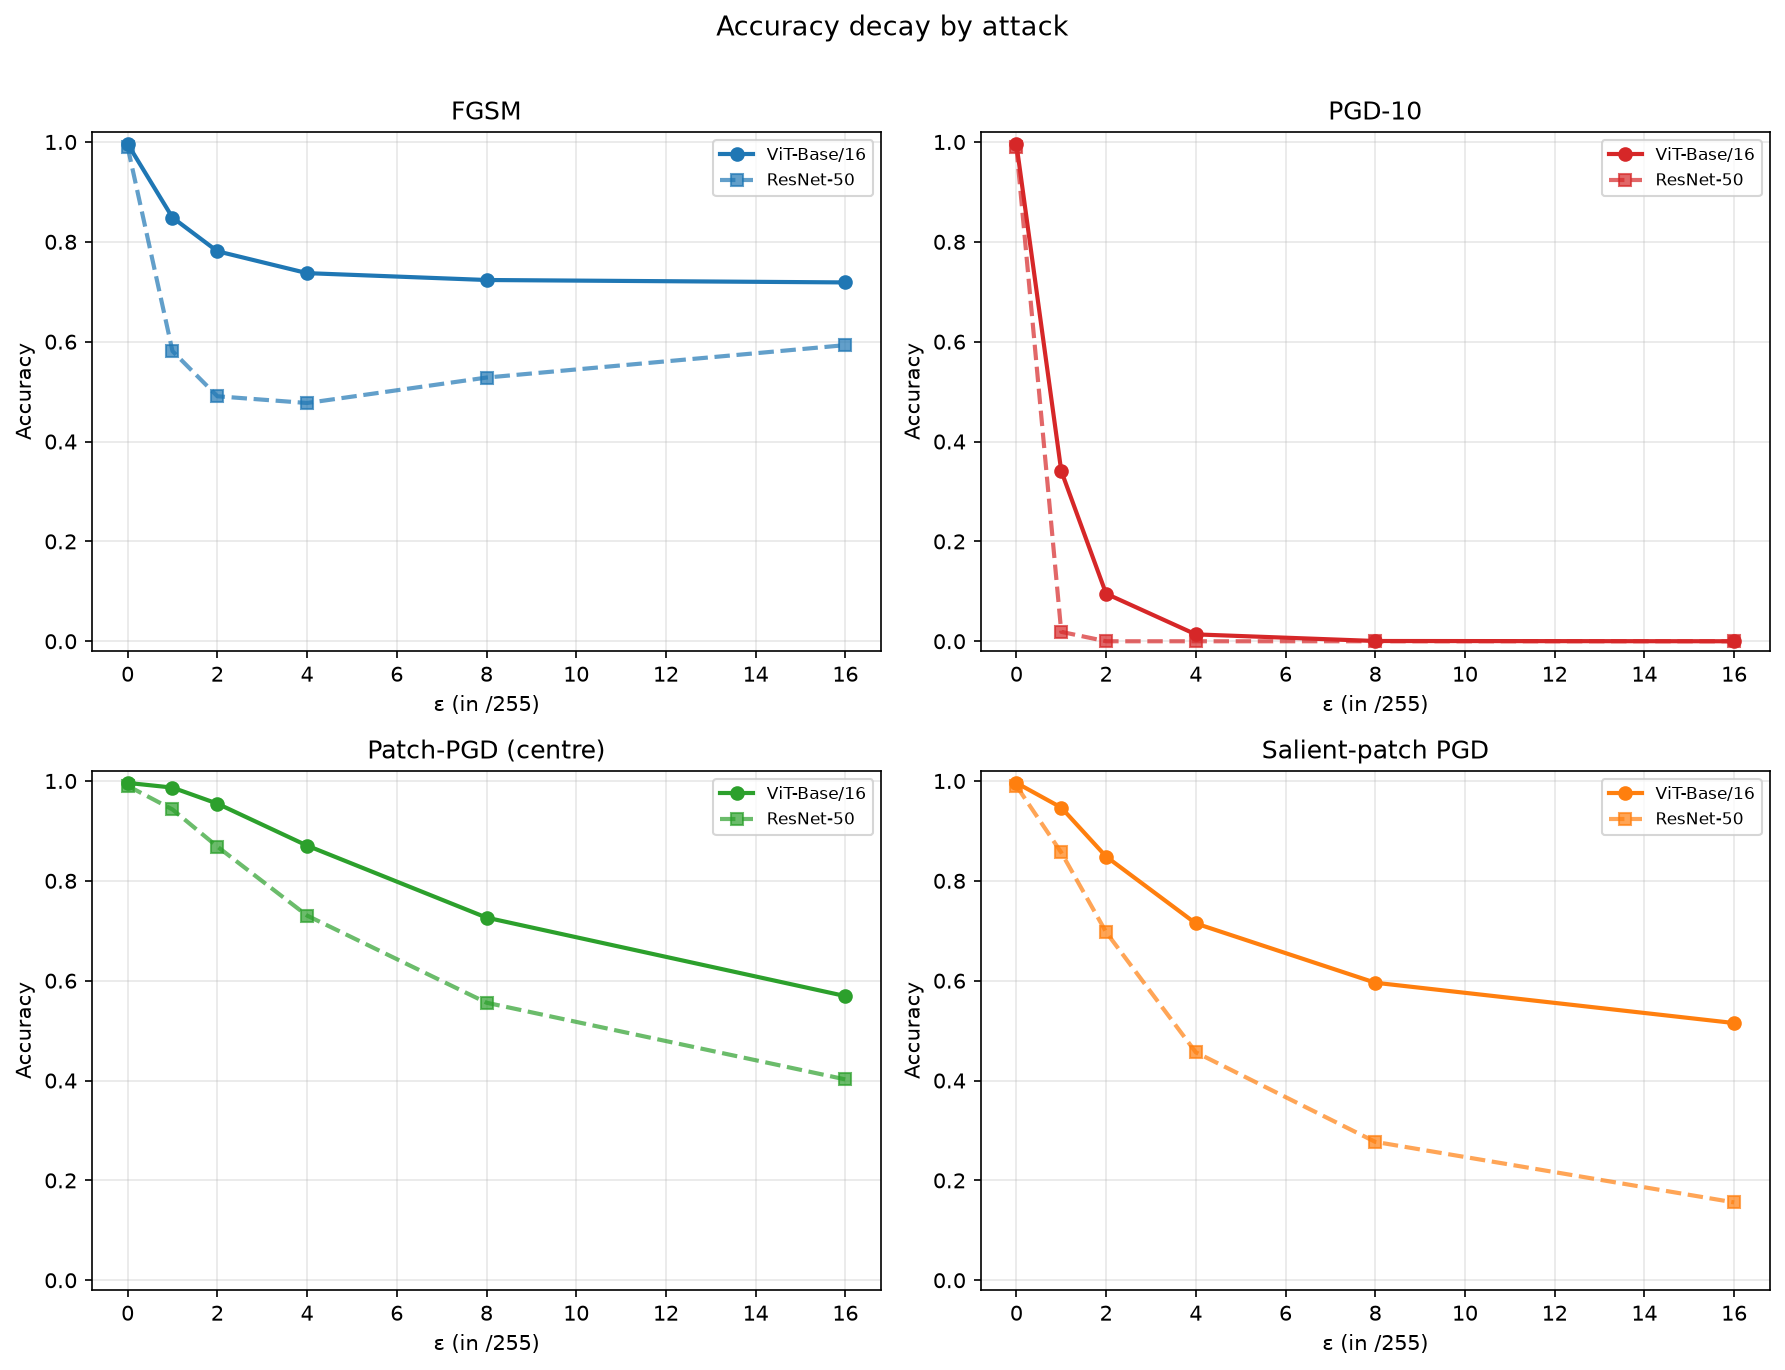 Accuracy decay by attack
FGSM
1.0
0.8
0.6
0.4
0.2
0.0
Accuracy
ViT-Base/16
ResNet-50
0 2 4 6 8 10 12 14 16
ε (in /255)
PGD-10
1.0
0.8
0.6
0.4
0.2
0.0
Accuracy
ViT-Base/16
ResNet-50
0 2 4 6 8 10 12 14 16
ε (in /255)
Patch-PGD (centre)
1.0
0.8
0.6
0.4
0.2
0.0
Accuracy
ViT-Base/16
ResNet-50
0 2 4 6 8 10 12 14 16
ε (in /255)
Salient-patch PGD
1.0
0.8
0.6
0.4
0.2
0.0
Accuracy
ViT-Base/16
ResNet-50
0 2 4 6 8 10 12 14 16
ε (in /255)